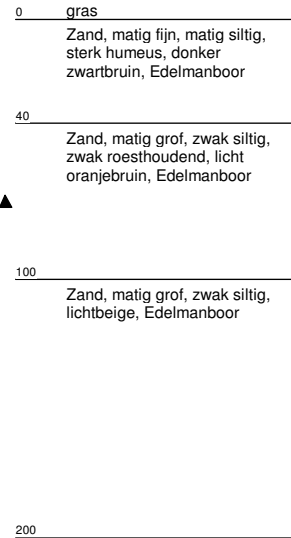 0 gras
Zand, matig fijn, matig siltig,
sterk humeus, donker
zwartbruin, Edelmanboor
40
Zand, matig grof, zwak siltig,
zwak roesthoudend, licht
oranjebruin, Edelmanboor
100
Zand, matig grof, zwak siltig,
lichtbeige, Edelmanboor
200